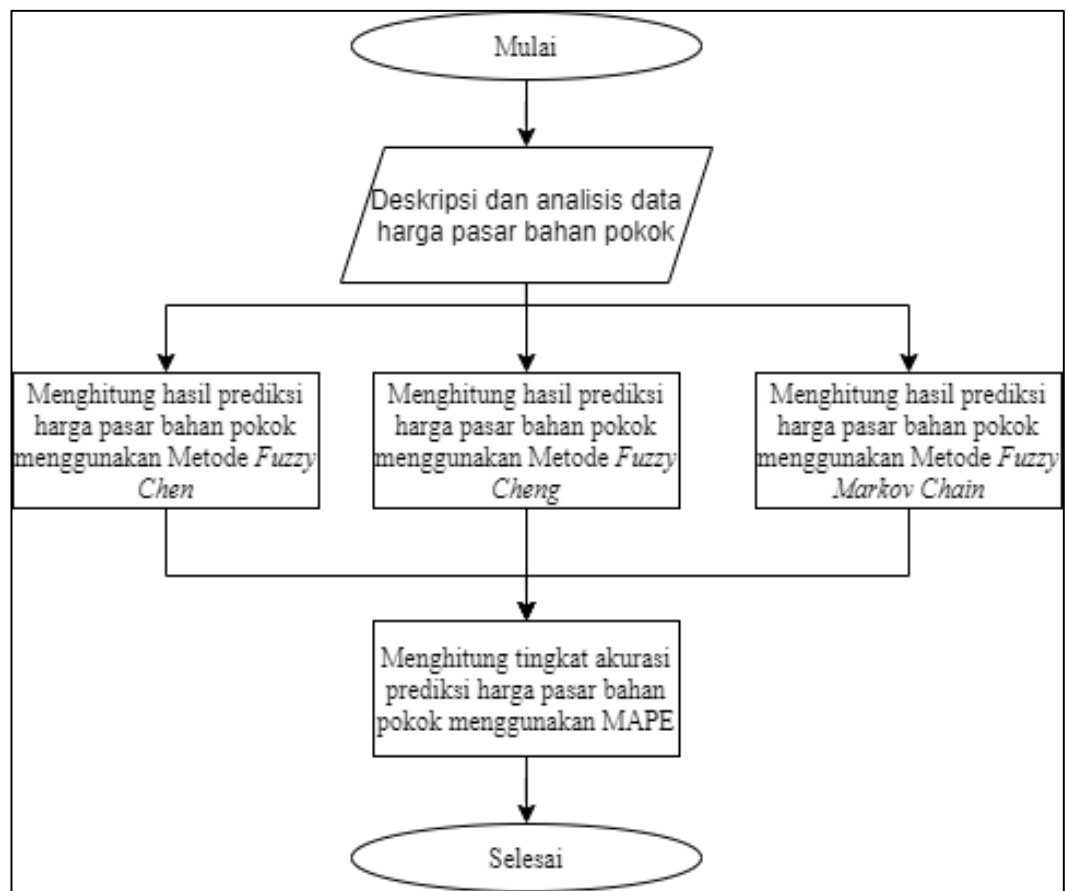 Mulai
Deskripsi dan analisis data
harga pasar bahan pokok
Menghitung hasil prediksi
harga pasar bahan pokok
menggunakan Metode Fuzzy
Chen
Menghitung hasil prediksi
harga pasar bahan pokok
menggunakan Metode Fuzzy
Cheng
Menghitung hasil prediksi
harga pasar bahan pokok
menggunakan Metode Fuzzy
Markov Chain
Menghitung tingkat akurasi
prediksi harga pasar bahan
pokok menggunakan MAPE
Selesai